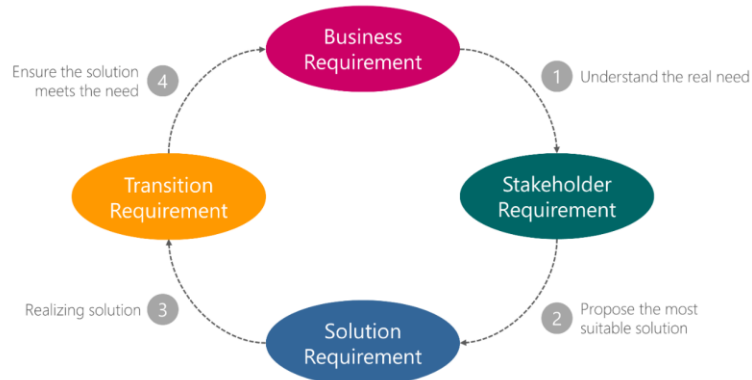 Business
Requirement
1
Understand the real need
Stakeholder
Requirement
2
Propose the most
suitable solution
Solution
Requirement
3
Realizing solution
Transition
Requirement
4
Ensure the solution
meets the need